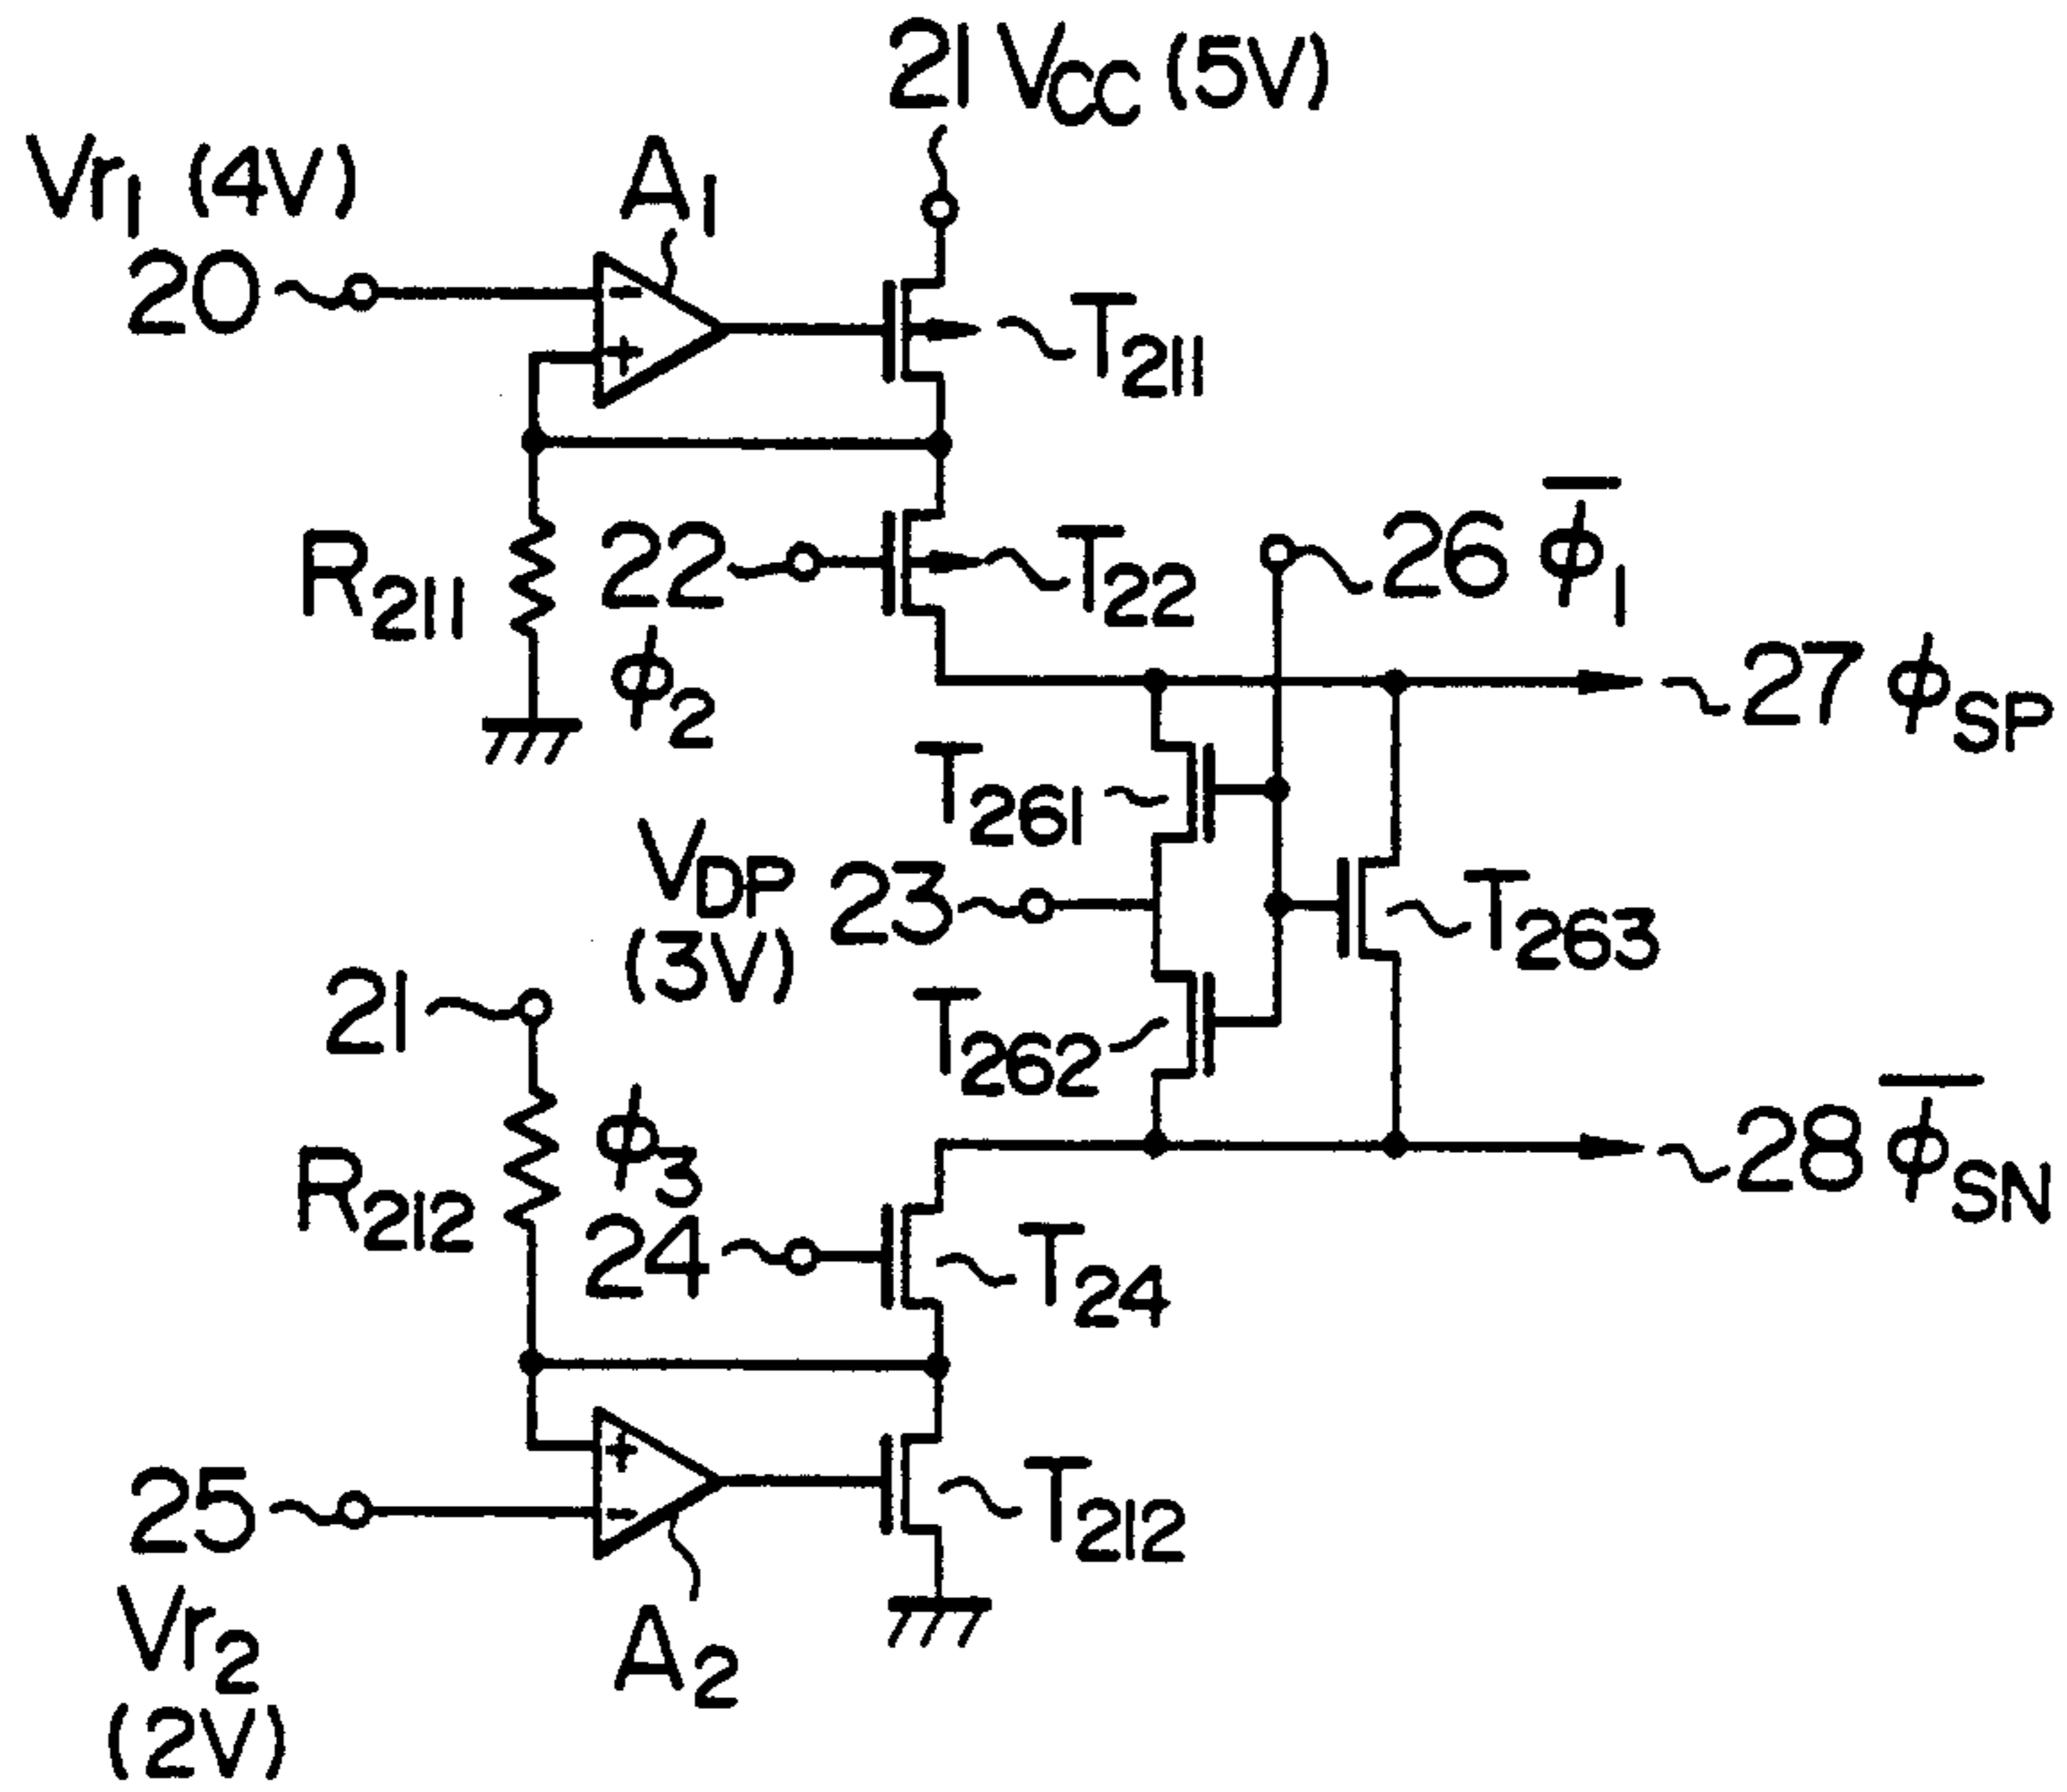 21 VCC (5V)
Vr1 (4V)
A1
20
−
+
T211
R211
22
ϕ2
T22
26 ϕ̅1
27 ϕSP
T261
VDP
(3V)
23
T263
21
T262
R212
ϕ3
24
T24
28 ϕ̅SN
+
−
25
Vr2
(2V)
A2
T212